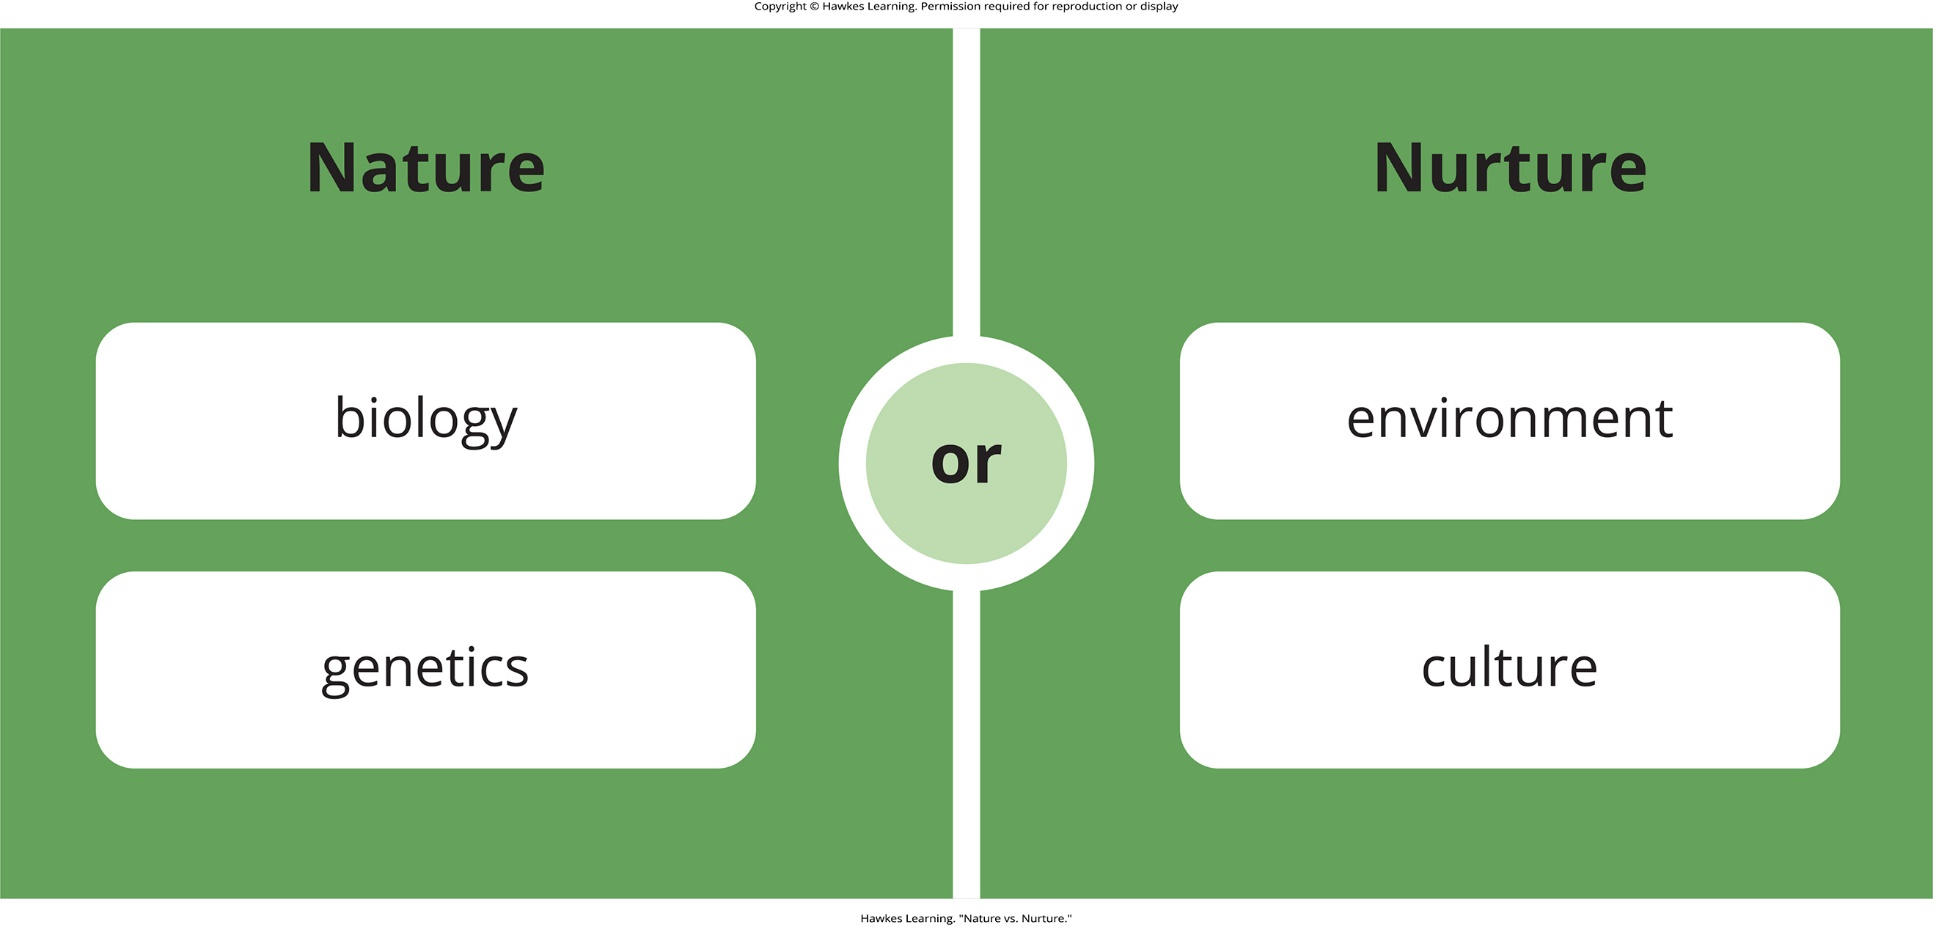 Copyright © Hawkes Learning. Permission required for reproduction or display
Nature
biology
genetics
or
Nurture
environment
culture
Hawkes Learning. "Nature vs. Nurture."